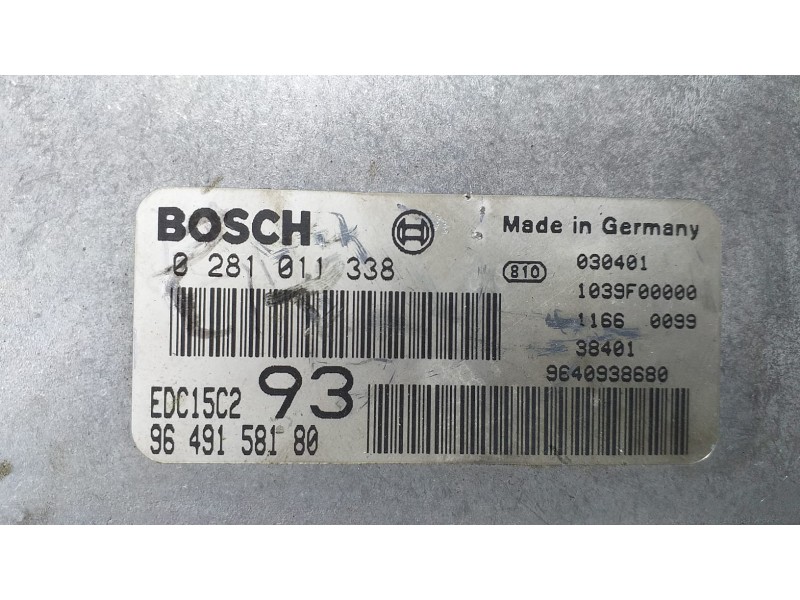 BOSCH
Made in Germany
0 281 011 338
810
030401
1039F00000
1166 0099
38401
9640938680
EDC15C2 93
96 491 581 80